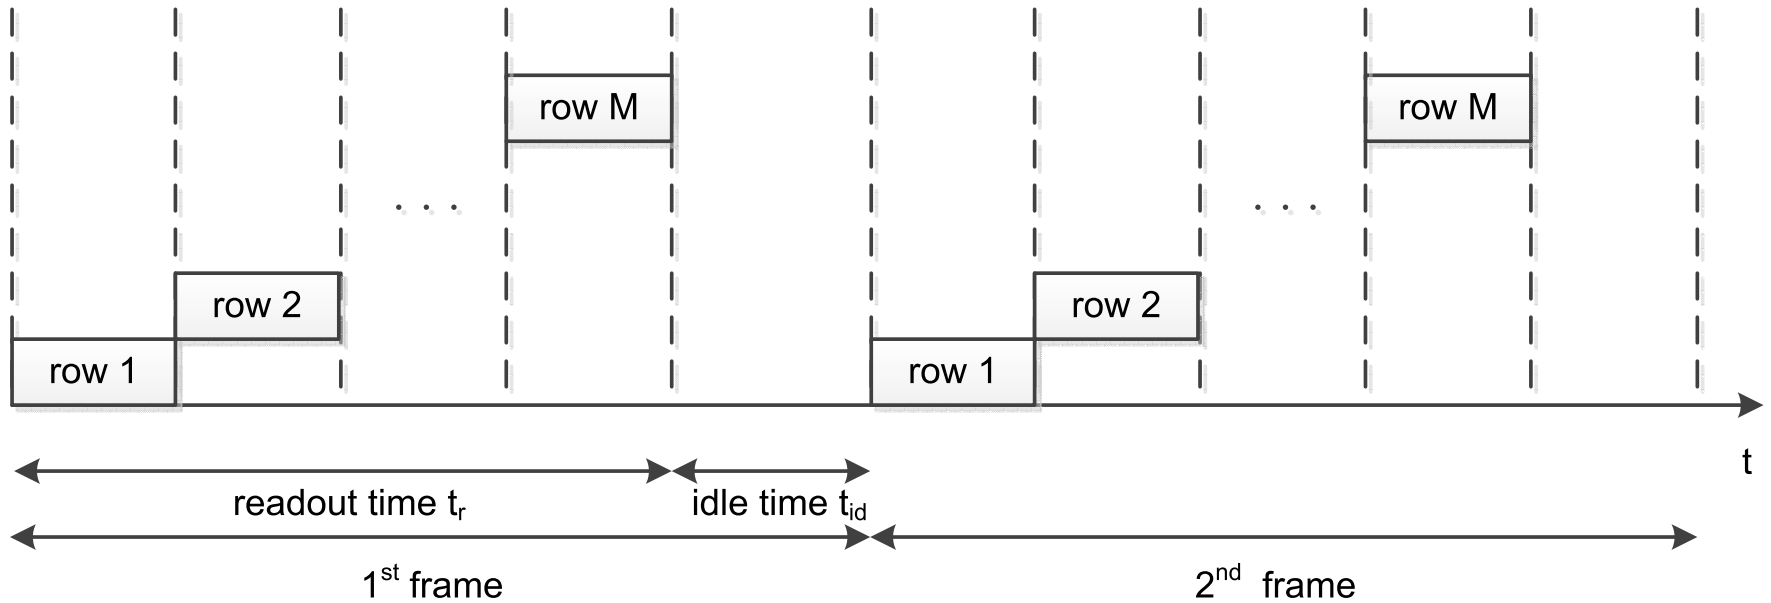 row M row M
. . . . . .
row 2 row 2
row 1 row 1
t
readout time tr idle time tid
1st frame 2nd frame